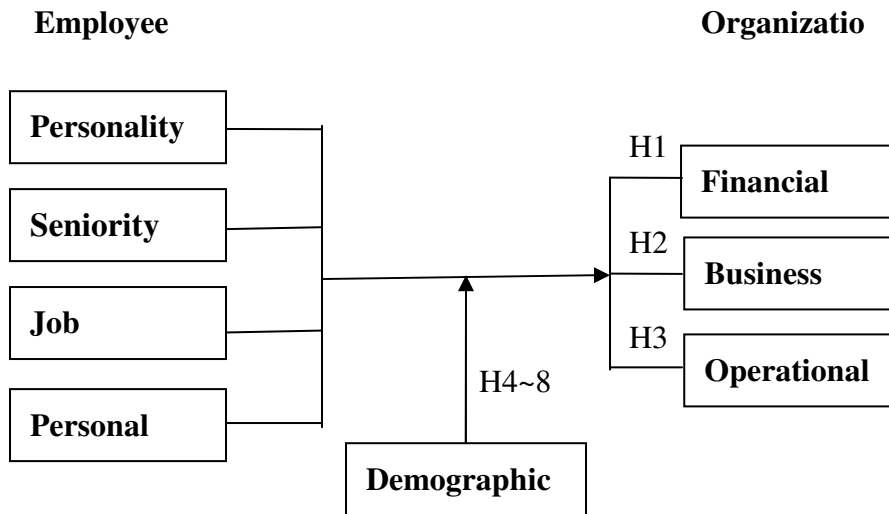 Employee
Organizatio
Personality
Seniority
Job
Personal
H1
Financial
H2
Business
H3
Operational
H4~8
Demographic